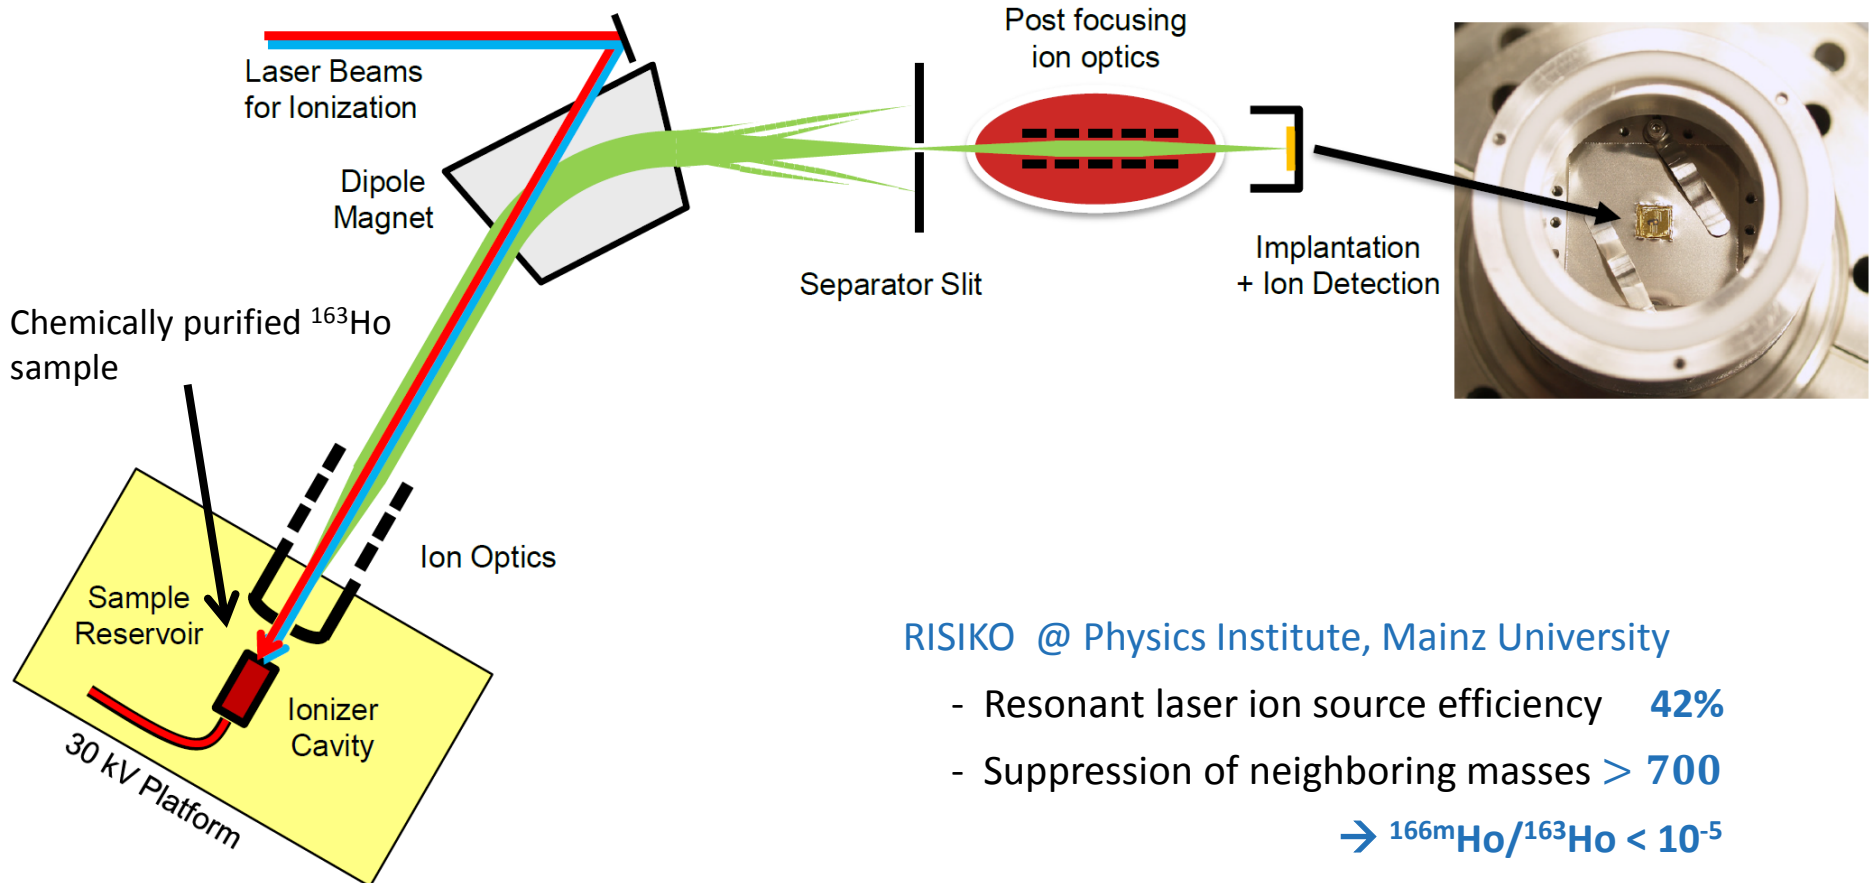 Laser Beams
for Ionization
Post focusing
ion optics
Dipole
Magnet
Separator Slit
Implantation
+ Ion Detection
Chemically purified ¹⁶³Ho
sample
Ion Optics
Sample
Reservoir
Ionizer
Cavity
30 kV Platform
RISIKO @ Physics Institute, Mainz University
- Resonant laser ion source efficiency 42%
- Suppression of neighboring masses > 700
→ ¹⁶⁶ᵐHo/¹⁶³Ho < 10⁻⁵